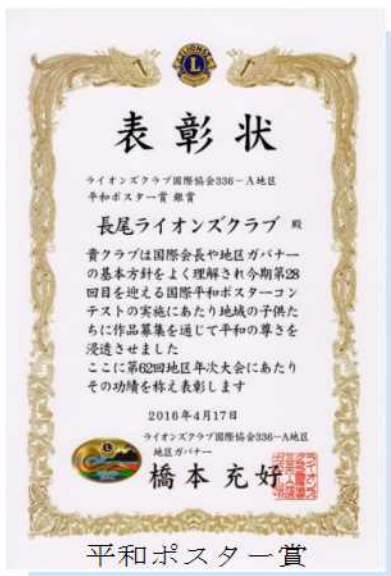 表彰状
ライオンズクラブ国際協会336－A地区
平和ポスター賞 銀賞
長尾ライオンズクラブ 殿
貴クラブは国際会長や地区ガバナー
の基本方針をよく理解され今期第28
回目を迎える国際平和ポスターコン
テストの実施にあたり地域の子供た
ちに作品募集を通じて平和の尊さを
浸透させました
ここに第62回地区年次大会にあたり
その功績を称え表彰します
2016年4月17日
ライオンズクラブ国際協会336－A地区
地区ガバナー
橋本充好
平和ポスター賞